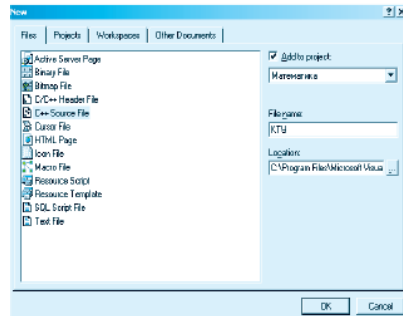 New
Files Projects Workspaces Other Documents
Active Server Page
Binary File
Bitmap File
C/C++ Header File
C++ Source File
Cursor File
HTML Page
Icon File
Macro File
Resource Script
Resource Template
SQL Script File
Text File
Add to project:
Математика
File name:
КТУ
Location:
C:\Program Files\Microsoft Visua
...
OK Cancel